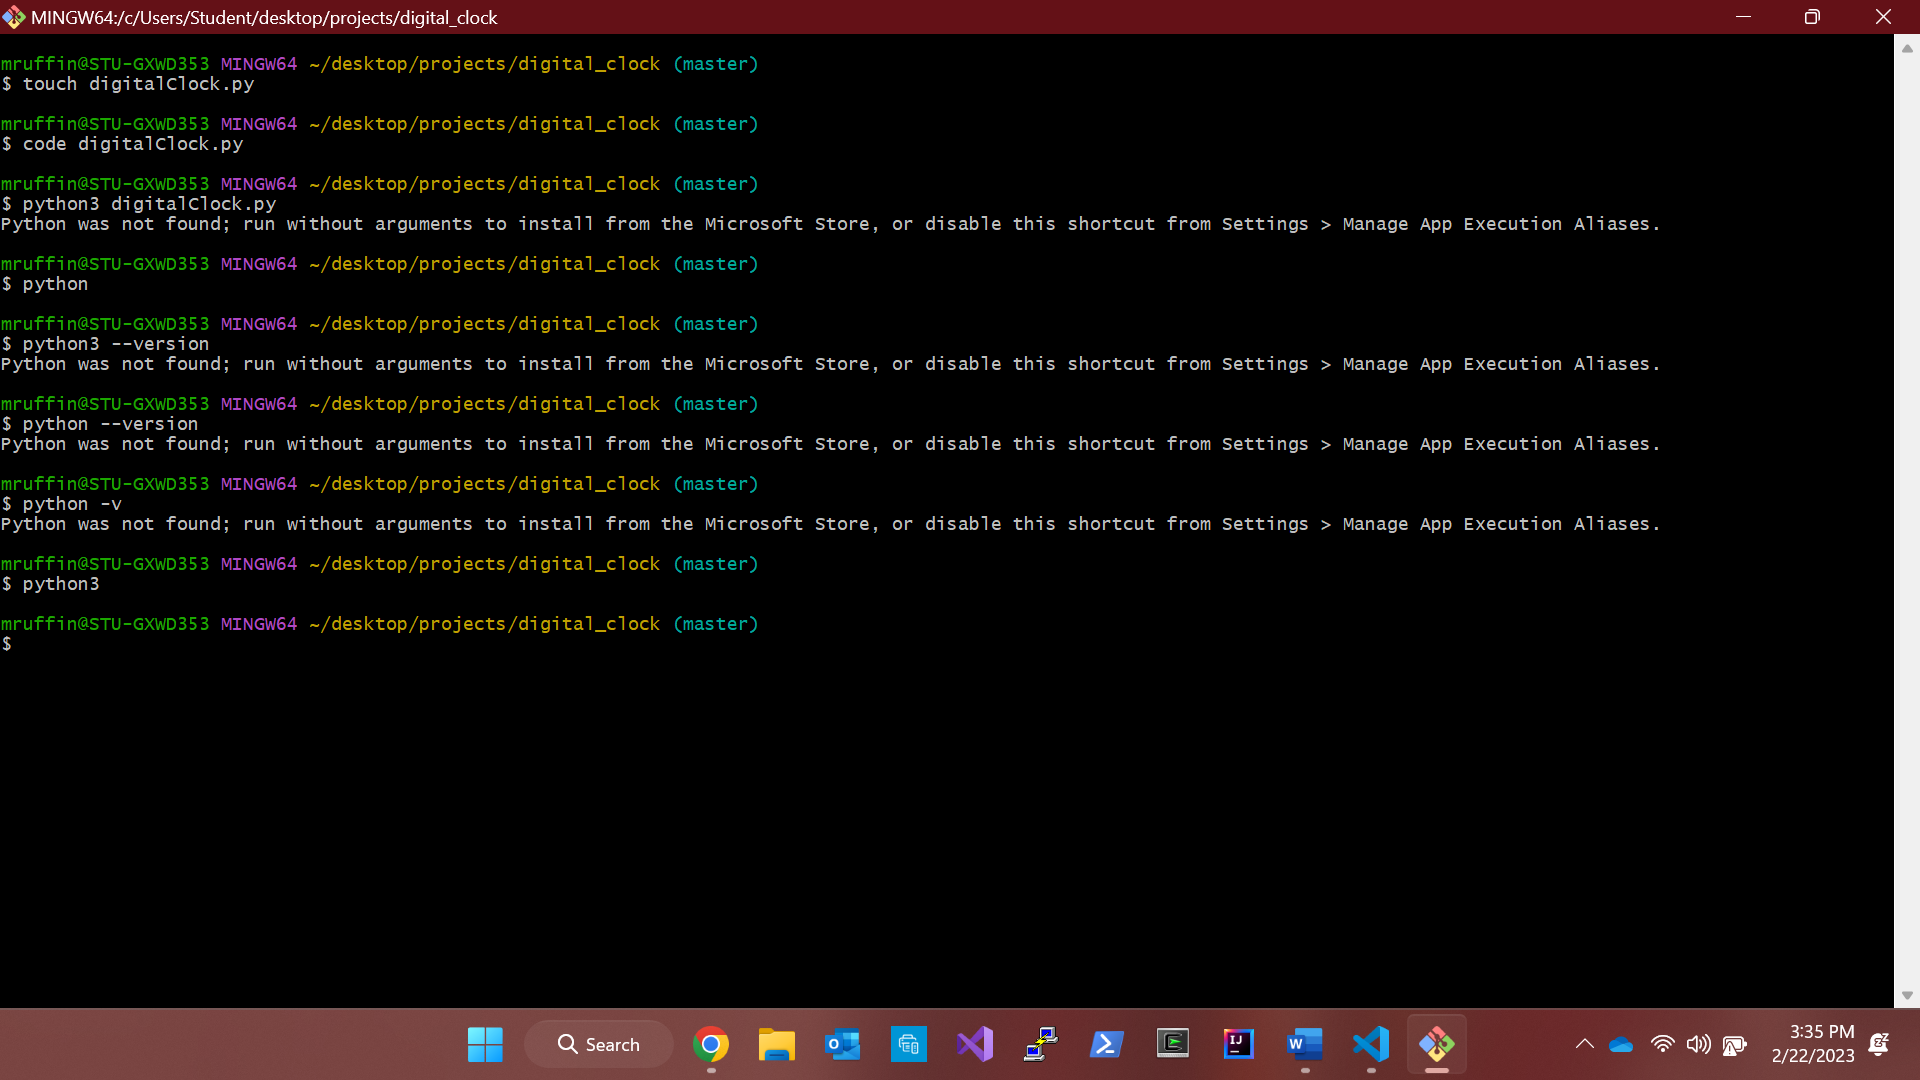 MINGW64:/c/Users/Student/desktop/projects/digital_clock
mruffin@STU-GXWD353 MINGW64 ~/desktop/projects/digital_clock (master)
$ touch digitalClock.py
mruffin@STU-GXWD353 MINGW64 ~/desktop/projects/digital_clock (master)
$ code digitalClock.py
mruffin@STU-GXWD353 MINGW64 ~/desktop/projects/digital_clock (master)
$ python3 digitalClock.py
Python was not found; run without arguments to install from the Microsoft Store, or disable this shortcut from Settings > Manage App Execution Aliases.
mruffin@STU-GXWD353 MINGW64 ~/desktop/projects/digital_clock (master)
$ python
mruffin@STU-GXWD353 MINGW64 ~/desktop/projects/digital_clock (master)
$ python3 --version
Python was not found; run without arguments to install from the Microsoft Store, or disable this shortcut from Settings > Manage App Execution Aliases.
mruffin@STU-GXWD353 MINGW64 ~/desktop/projects/digital_clock (master)
$ python --version
Python was not found; run without arguments to install from the Microsoft Store, or disable this shortcut from Settings > Manage App Execution Aliases.
mruffin@STU-GXWD353 MINGW64 ~/desktop/projects/digital_clock (master)
$ python -v
Python was not found; run without arguments to install from the Microsoft Store, or disable this shortcut from Settings > Manage App Execution Aliases.
mruffin@STU-GXWD353 MINGW64 ~/desktop/projects/digital_clock (master)
$ python3
mruffin@STU-GXWD353 MINGW64 ~/desktop/projects/digital_clock (master)
$
Search
3:35 PM
2/22/2023